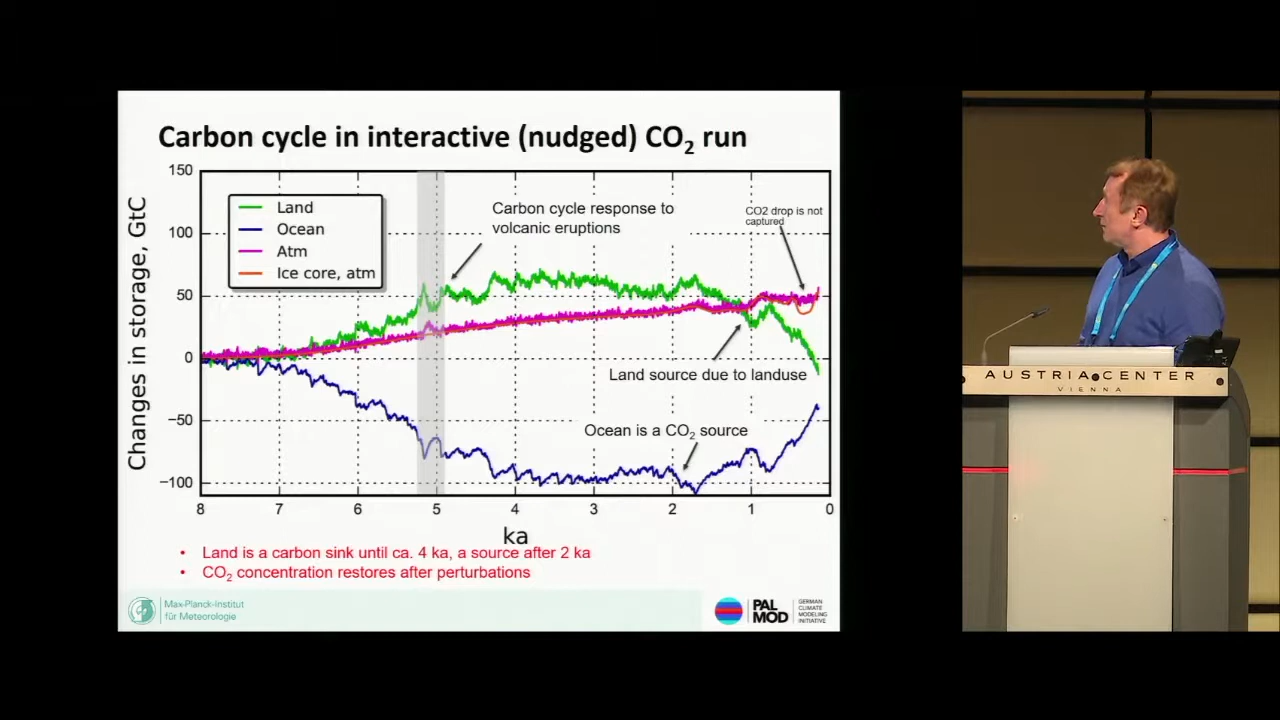 Carbon cycle in interactive (nudged) CO2 run
Changes in storage, GtC
150
100
50
0
−50
−100
Land
Ocean
Atm
Ice core, atm
Carbon cycle response to
volcanic eruptions
CO2 drop is not
captured
Land source due to landuse
Ocean is a CO2 source
8 7 6 5 4 3 2 1 0
ka
• Land is a carbon sink until ca. 4 ka, a source after 2 ka
• CO2 concentration restores after perturbations
Max-Planck-Institut
für Meteorologie
PAL
MOD
GERMAN
CLIMATE
MODELING
INITIATIVE
AUSTRIA CENTER
VIENNA